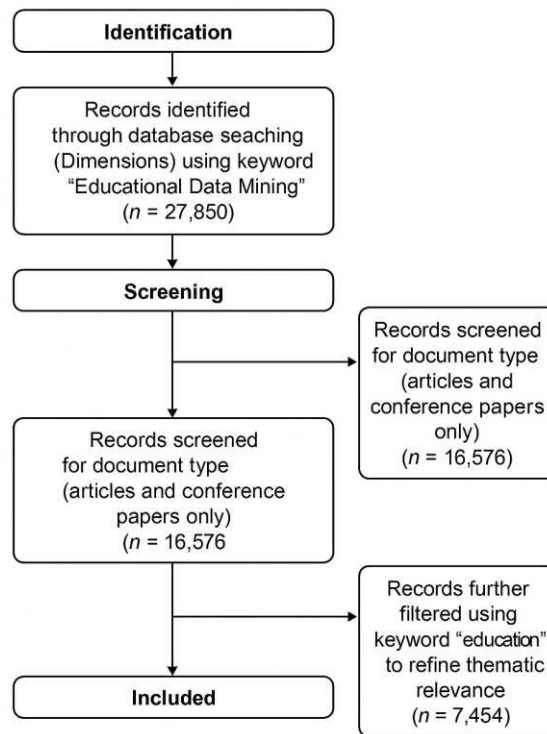 Identification
Records identified
through database seaching
(Dimensions) using keyword
“Educational Data Mining”
(n = 27,850)
Screening
Records screened
for document type
(articles and
conference papers
only)
(n = 16,576)
Records screened
for document type
(articles and conference
papers only)
(n = 16,576
Records further
filtered using
keyword “education”
to refine thematic
relevance
(n = 7,454)
Included